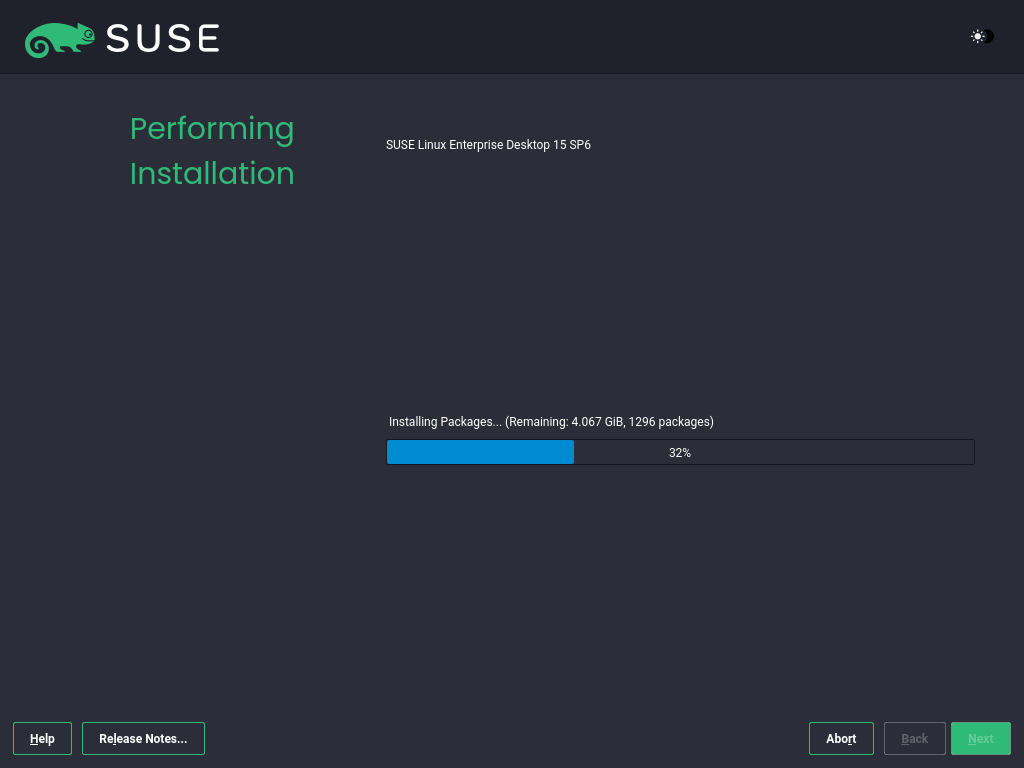 SUSE
Performing
Installation
SUSE Linux Enterprise Desktop 15 SP6
Installing Packages... (Remaining: 4.067 GiB, 1296 packages)
32%
Help
Release Notes...
Abort
Back
Next